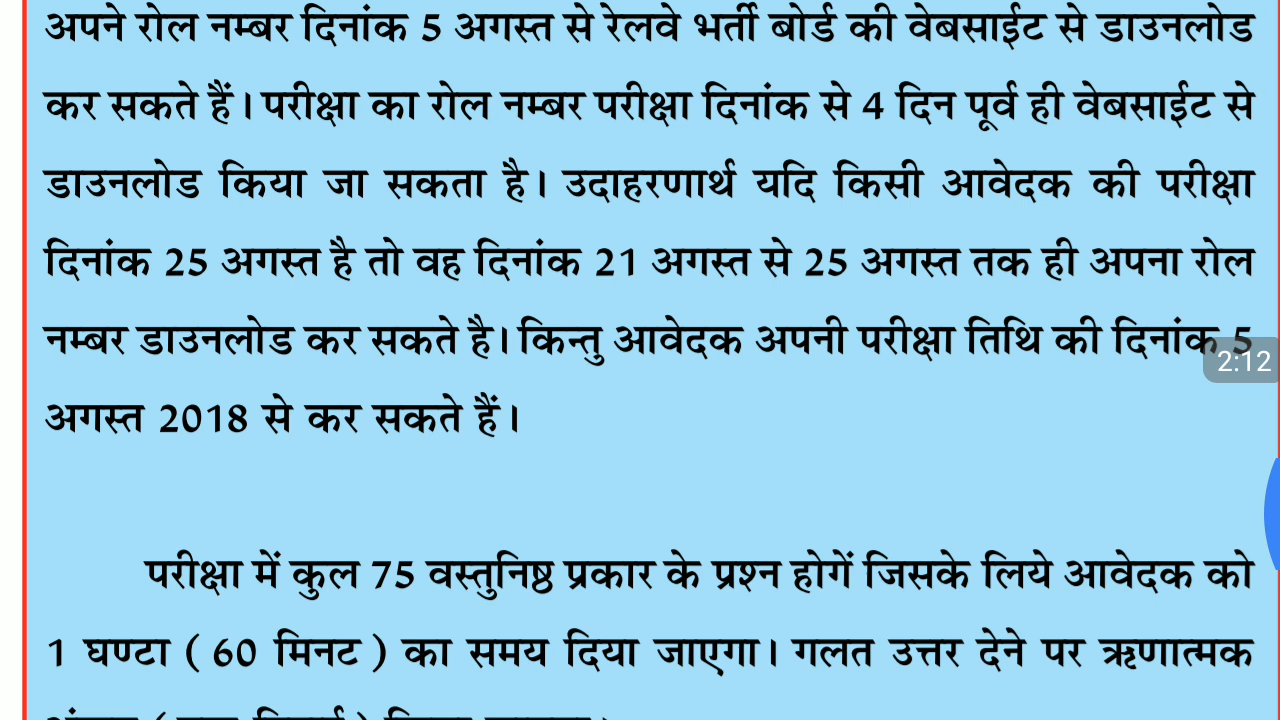 अपने रोल नम्बर दिनांक 5 अगस्त से रेलवे भर्ती बोर्ड की वेबसाईट से डाउनलोड
कर सकते हैं। परीक्षा का रोल नम्बर परीक्षा दिनांक से 4 दिन पूर्व ही वेबसाईट से
डाउनलोड किया जा सकता है। उदाहरणार्थ यदि किसी आवेदक की परीक्षा
दिनांक 25 अगस्त है तो वह दिनांक 21 अगस्त से 25 अगस्त तक ही अपना रोल
नम्बर डाउनलोड कर सकते है। किन्तु आवेदक अपनी परीक्षा तिथि की दिनांक 5
2:12
अगस्त 2018 से कर सकते हैं।
परीक्षा में कुल 75 वस्तुनिष्ठ प्रकार के प्रश्न होगें जिसके लिये आवेदक को
1 घण्टा ( 60 मिनट ) का समय दिया जाएगा। गलत उत्तर देने पर ऋणात्मक